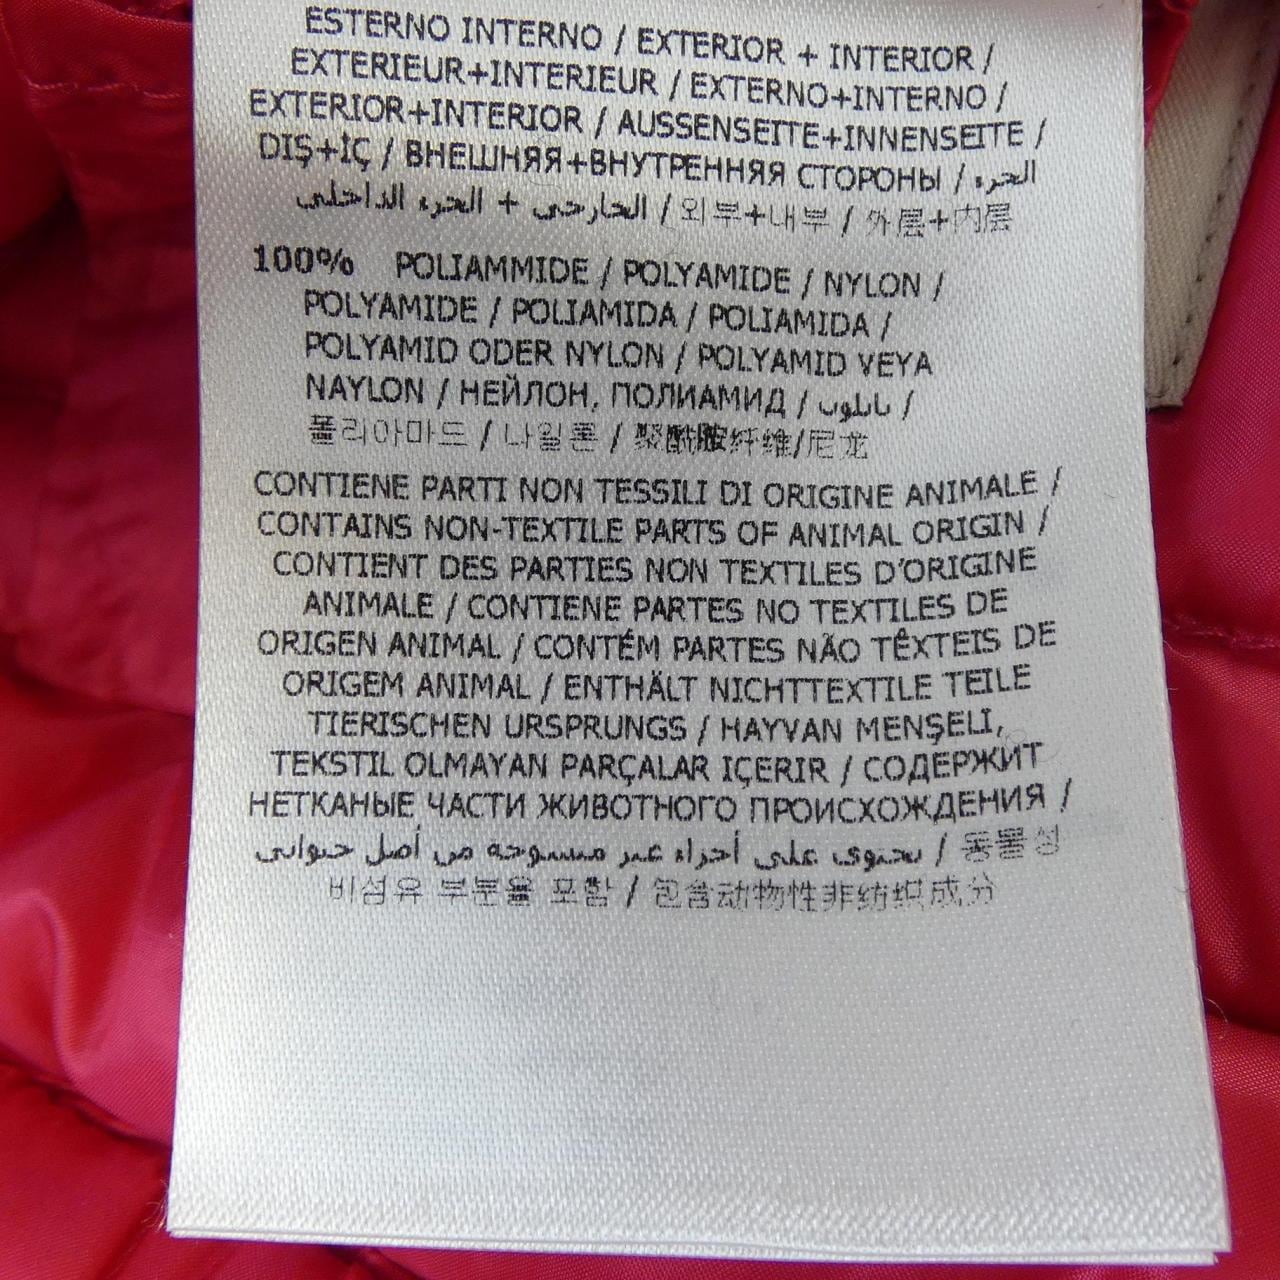 ESTERNO INTERNO / EXTERIOR + INTERIOR /
EXTERIEUR+INTERIEUR / EXTERNO+INTERNO /
EXTERIOR+INTERIOR / AUSSENSEITE+INNENSEITE /
DIŞ+İÇ / ВНЕШНЯЯ+ВНУТРЕННЯЯ СТОРОНЫ / الجزء
الخارجي + الجزء الداخلي / 외부+내부 / 外层+内层
100% POLIAMMIDE / POLYAMIDE / NYLON /
POLYAMIDE / POLIAMIDA / POLIAMIDA /
POLYAMID ODER NYLON / POLYAMID VEYA
NAYLON / НЕЙЛОН, ПОЛИАМИД / نايلون /
폴리아마드 / 나일론 / 聚酰胺纤维/尼龙
CONTIENE PARTI NON TESSILI DI ORIGINE ANIMALE /
CONTAINS NON-TEXTILE PARTS OF ANIMAL ORIGIN /
CONTIENT DES PARTIES NON TEXTILES D'ORIGINE
ANIMALE / CONTIENE PARTES NO TEXTILES DE
ORIGEN ANIMAL / CONTÉM PARTES NÃO TÊXTEIS DE
ORIGEM ANIMAL / ENTHÄLT NICHTTEXTILE TEILE
TIERISCHEN URSPRUNGS / HAYVAN MENŞELI,
TEKSTIL OLMAYAN PARÇALAR IÇERIR / СОДЕРЖИТ
НЕТКАНЫЕ ЧАСТИ ЖИВОТНОГО ПРОИСХОЖДЕНИЯ /
يحتوي على أجزاء غير منسوجة من أصل حيواني / 동물성
비섬유 부분을 포함 / 包含动物性非纺织成分